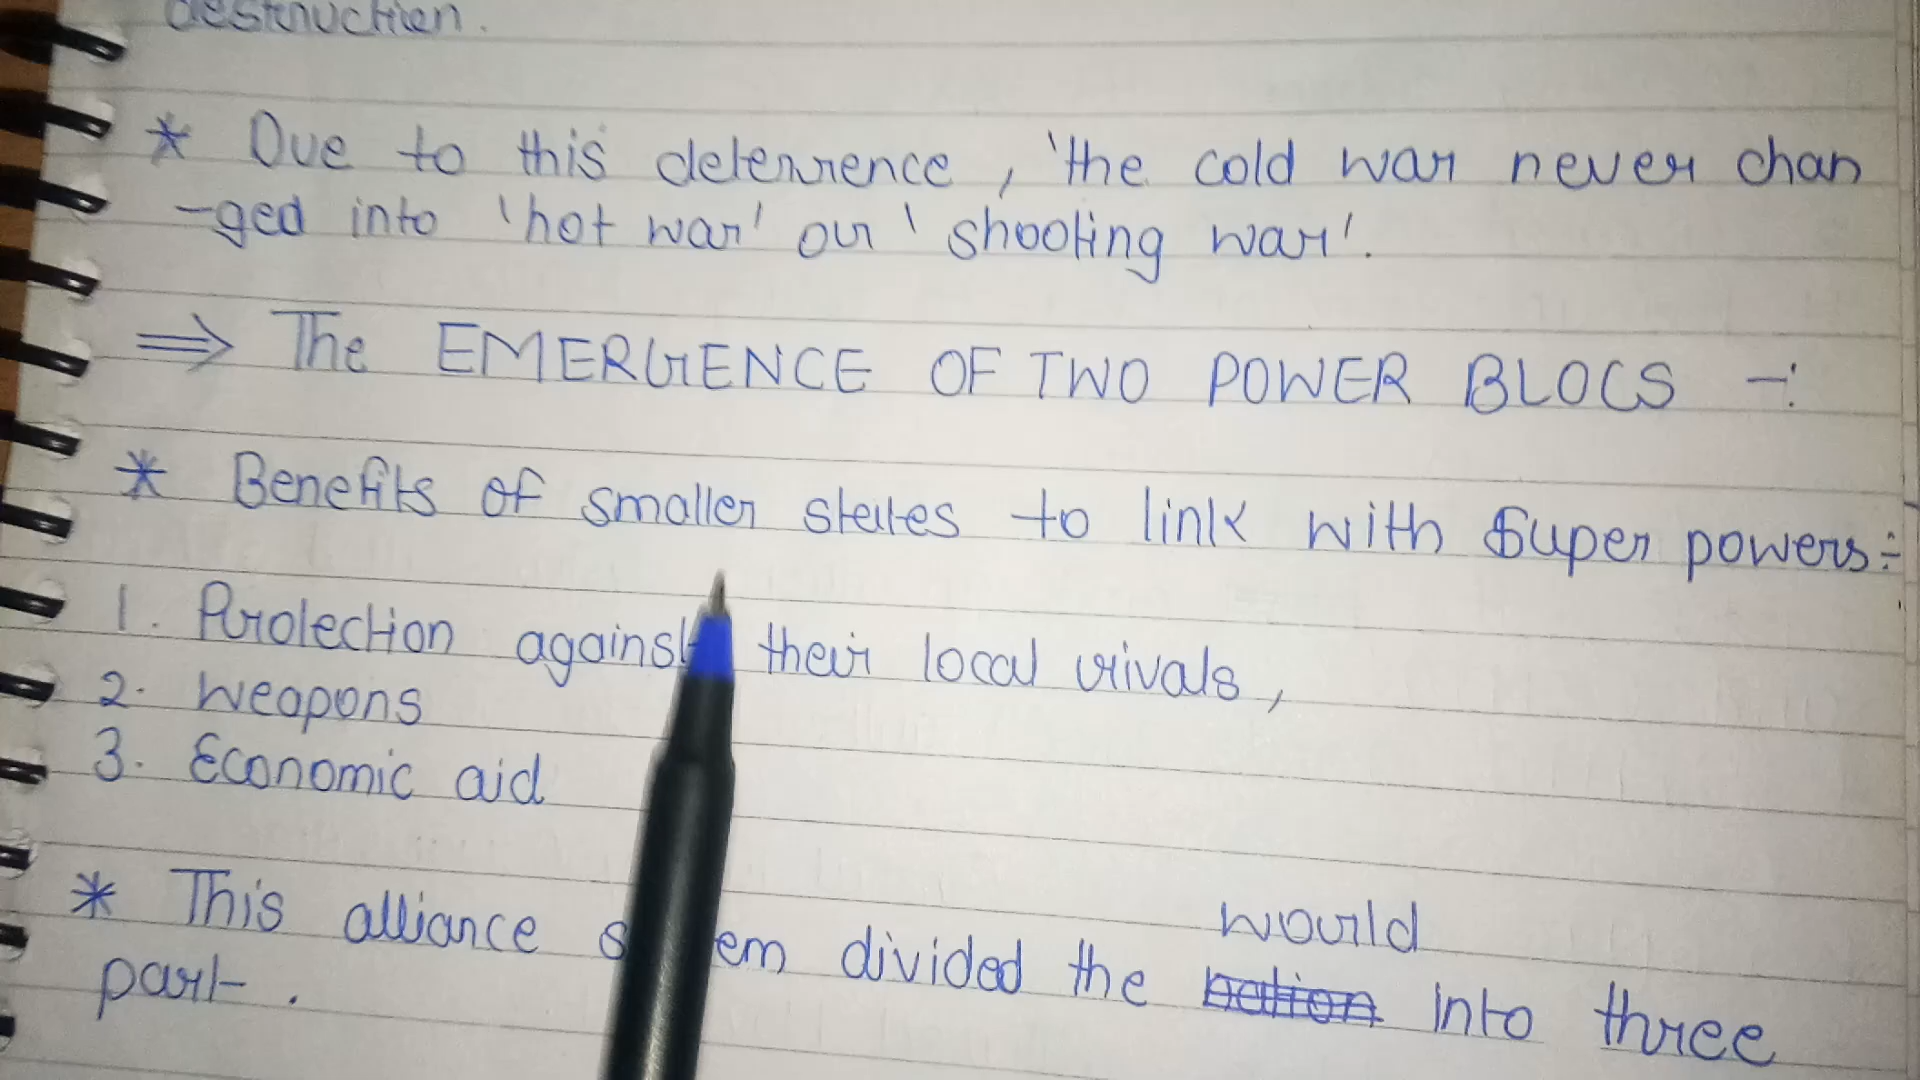 destruction.
* Due to this deterrence, 'the cold war never chan
-ged into 'hot war' or 'shooting war'.
⇒ The EMERGENCE OF TWO POWER BLOCS -:
* Benefits of smaller states to link with Super powers:-
1. Protection against their local rivals,
2. Weapons
3. Economic aid
would
* This alliance s em divided the nation into three
part.